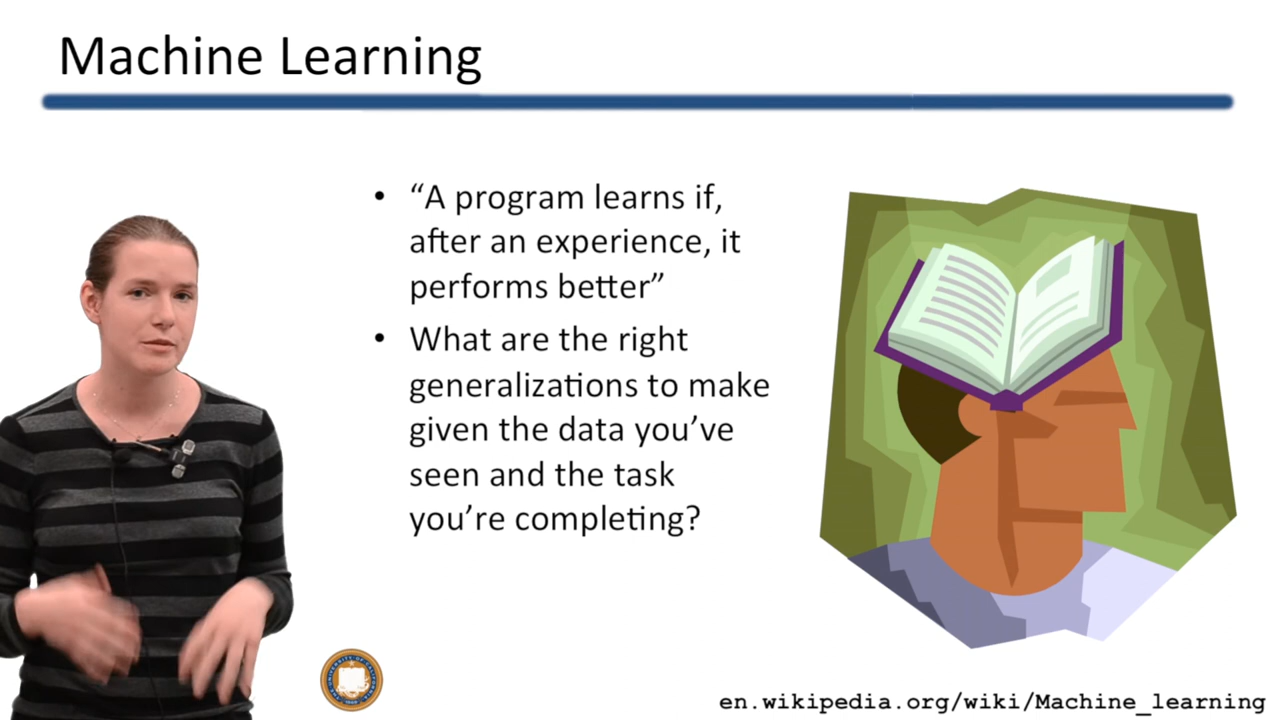 Machine Learning
• “A program learns if,
after an experience, it
performs better”
• What are the right
generalizations to make
given the data you’ve
seen and the task
you’re completing?
en.wikipedia.org/wiki/Machine_learning